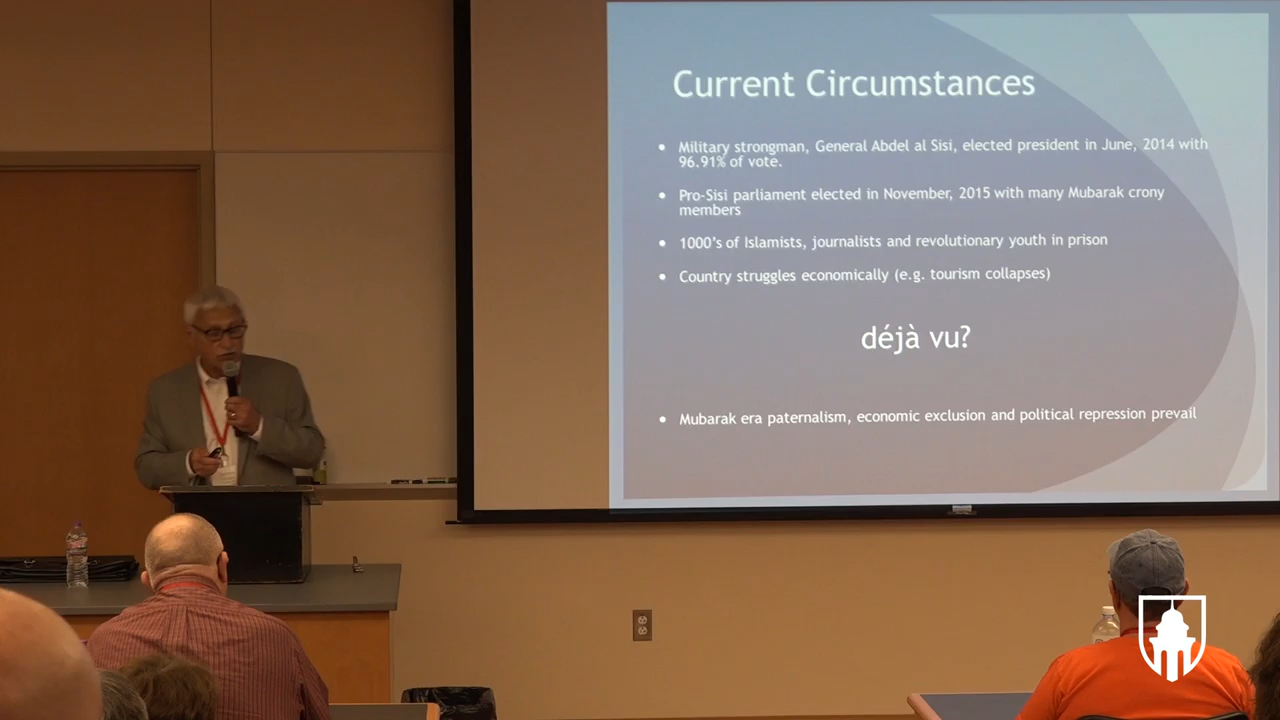 Current Circumstances
• Military strongman, General Abdel al Sisi, elected president in June, 2014 with
96.91% of vote.
• Pro-Sisi parliament elected in November, 2015 with many Mubarak crony
members
• 1000's of Islamists, journalists and revolutionary youth in prison
• Country struggles economically (e.g. tourism collapses)
déjà vu?
• Mubarak era paternalism, economic exclusion and political repression prevail